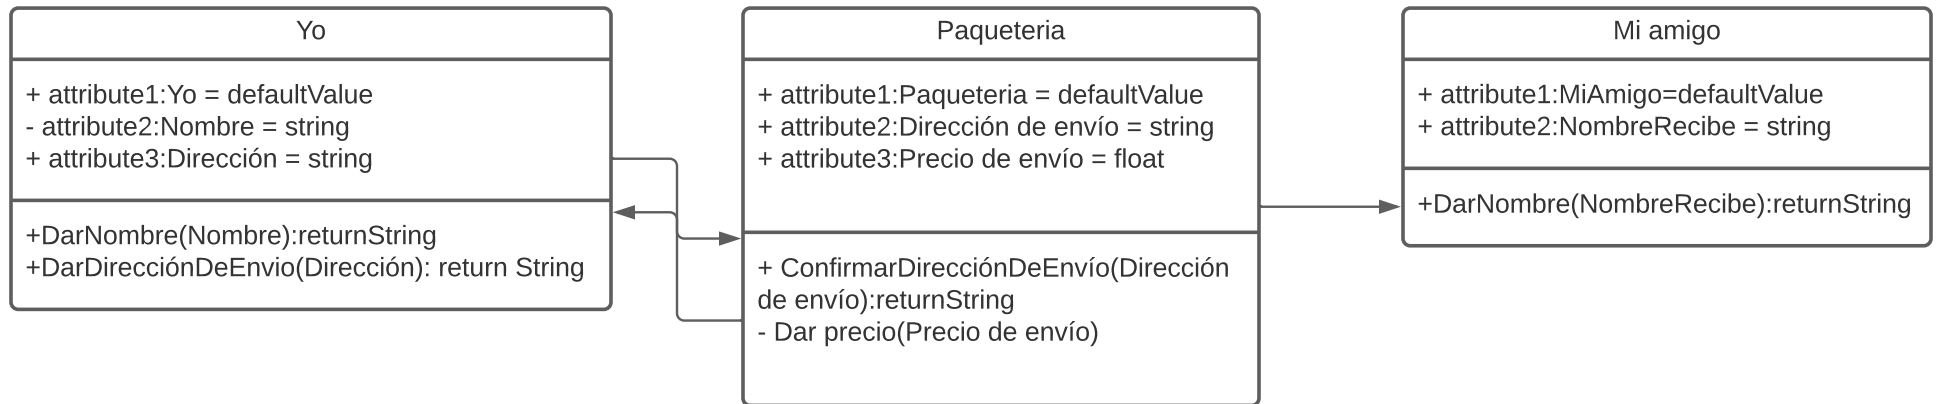 Yo
+ attribute1:Yo = defaultValue
- attribute2:Nombre = string
+ attribute3:Dirección = string
+DarNombre(Nombre):returnString
+DarDirecciónDeEnvio(Dirección): return String
Paqueteria
+ attribute1:Paqueteria = defaultValue
+ attribute2:Dirección de envío = string
+ attribute3:Precio de envío = float
+ ConfirmarDirecciónDeEnvío(Dirección
de envío):returnString
- Dar precio(Precio de envío)
Mi amigo
+ attribute1:MiAmigo=defaultValue
+ attribute2:NombreRecibe = string
+DarNombre(NombreRecibe):returnString